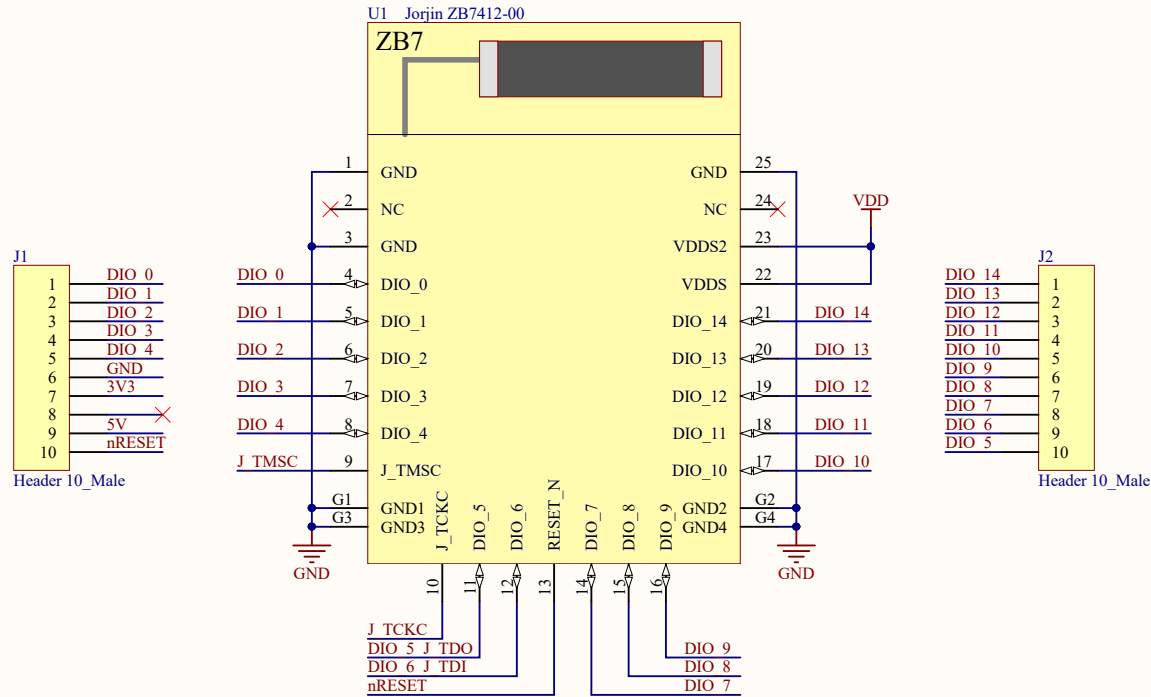 U1 Jorjin ZB7412-00
ZB7
1 GND
2 NC
3 GND
DIO_0 4 DIO_0
DIO_1 5 DIO_1
DIO_2 6 DIO_2
DIO_3 7 DIO_3
DIO_4 8 DIO_4
J_TMSC 9 J_TMSC
G1 GND1
G3 GND3
GND
GND 25
NC 24
VDD
VDDS2 23
VDDS 22
DIO_14 21 DIO_14
DIO_13 20 DIO_13
DIO_12 19 DIO_12
DIO_11 18 DIO_11
DIO_10 17 DIO_10
GND2 G2
GND4 G4
GND
J_TCKC 10
DIO_5 11
DIO_6 12
RESET_N 13
DIO_7 14
DIO_8 15
DIO_9 16
J_TCKC
DIO_5_J_TDO
DIO_6_J_TDI
nRESET
DIO_9
DIO_8
DIO_7
J1
1 DIO_0
2 DIO_1
3 DIO_2
4 DIO_3
5 DIO_4
6 GND
7 3V3
8
9 5V
10 nRESET
Header 10_Male
J2
DIO_14 1
DIO_13 2
DIO_12 3
DIO_11 4
DIO_10 5
DIO_9 6
DIO_8 7
DIO_7 8
DIO_6 9
DIO_5 10
Header 10_Male